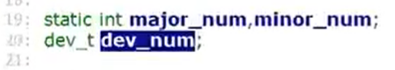 19: static int major_num,minor_num;
20: dev_t dev_num;
21: